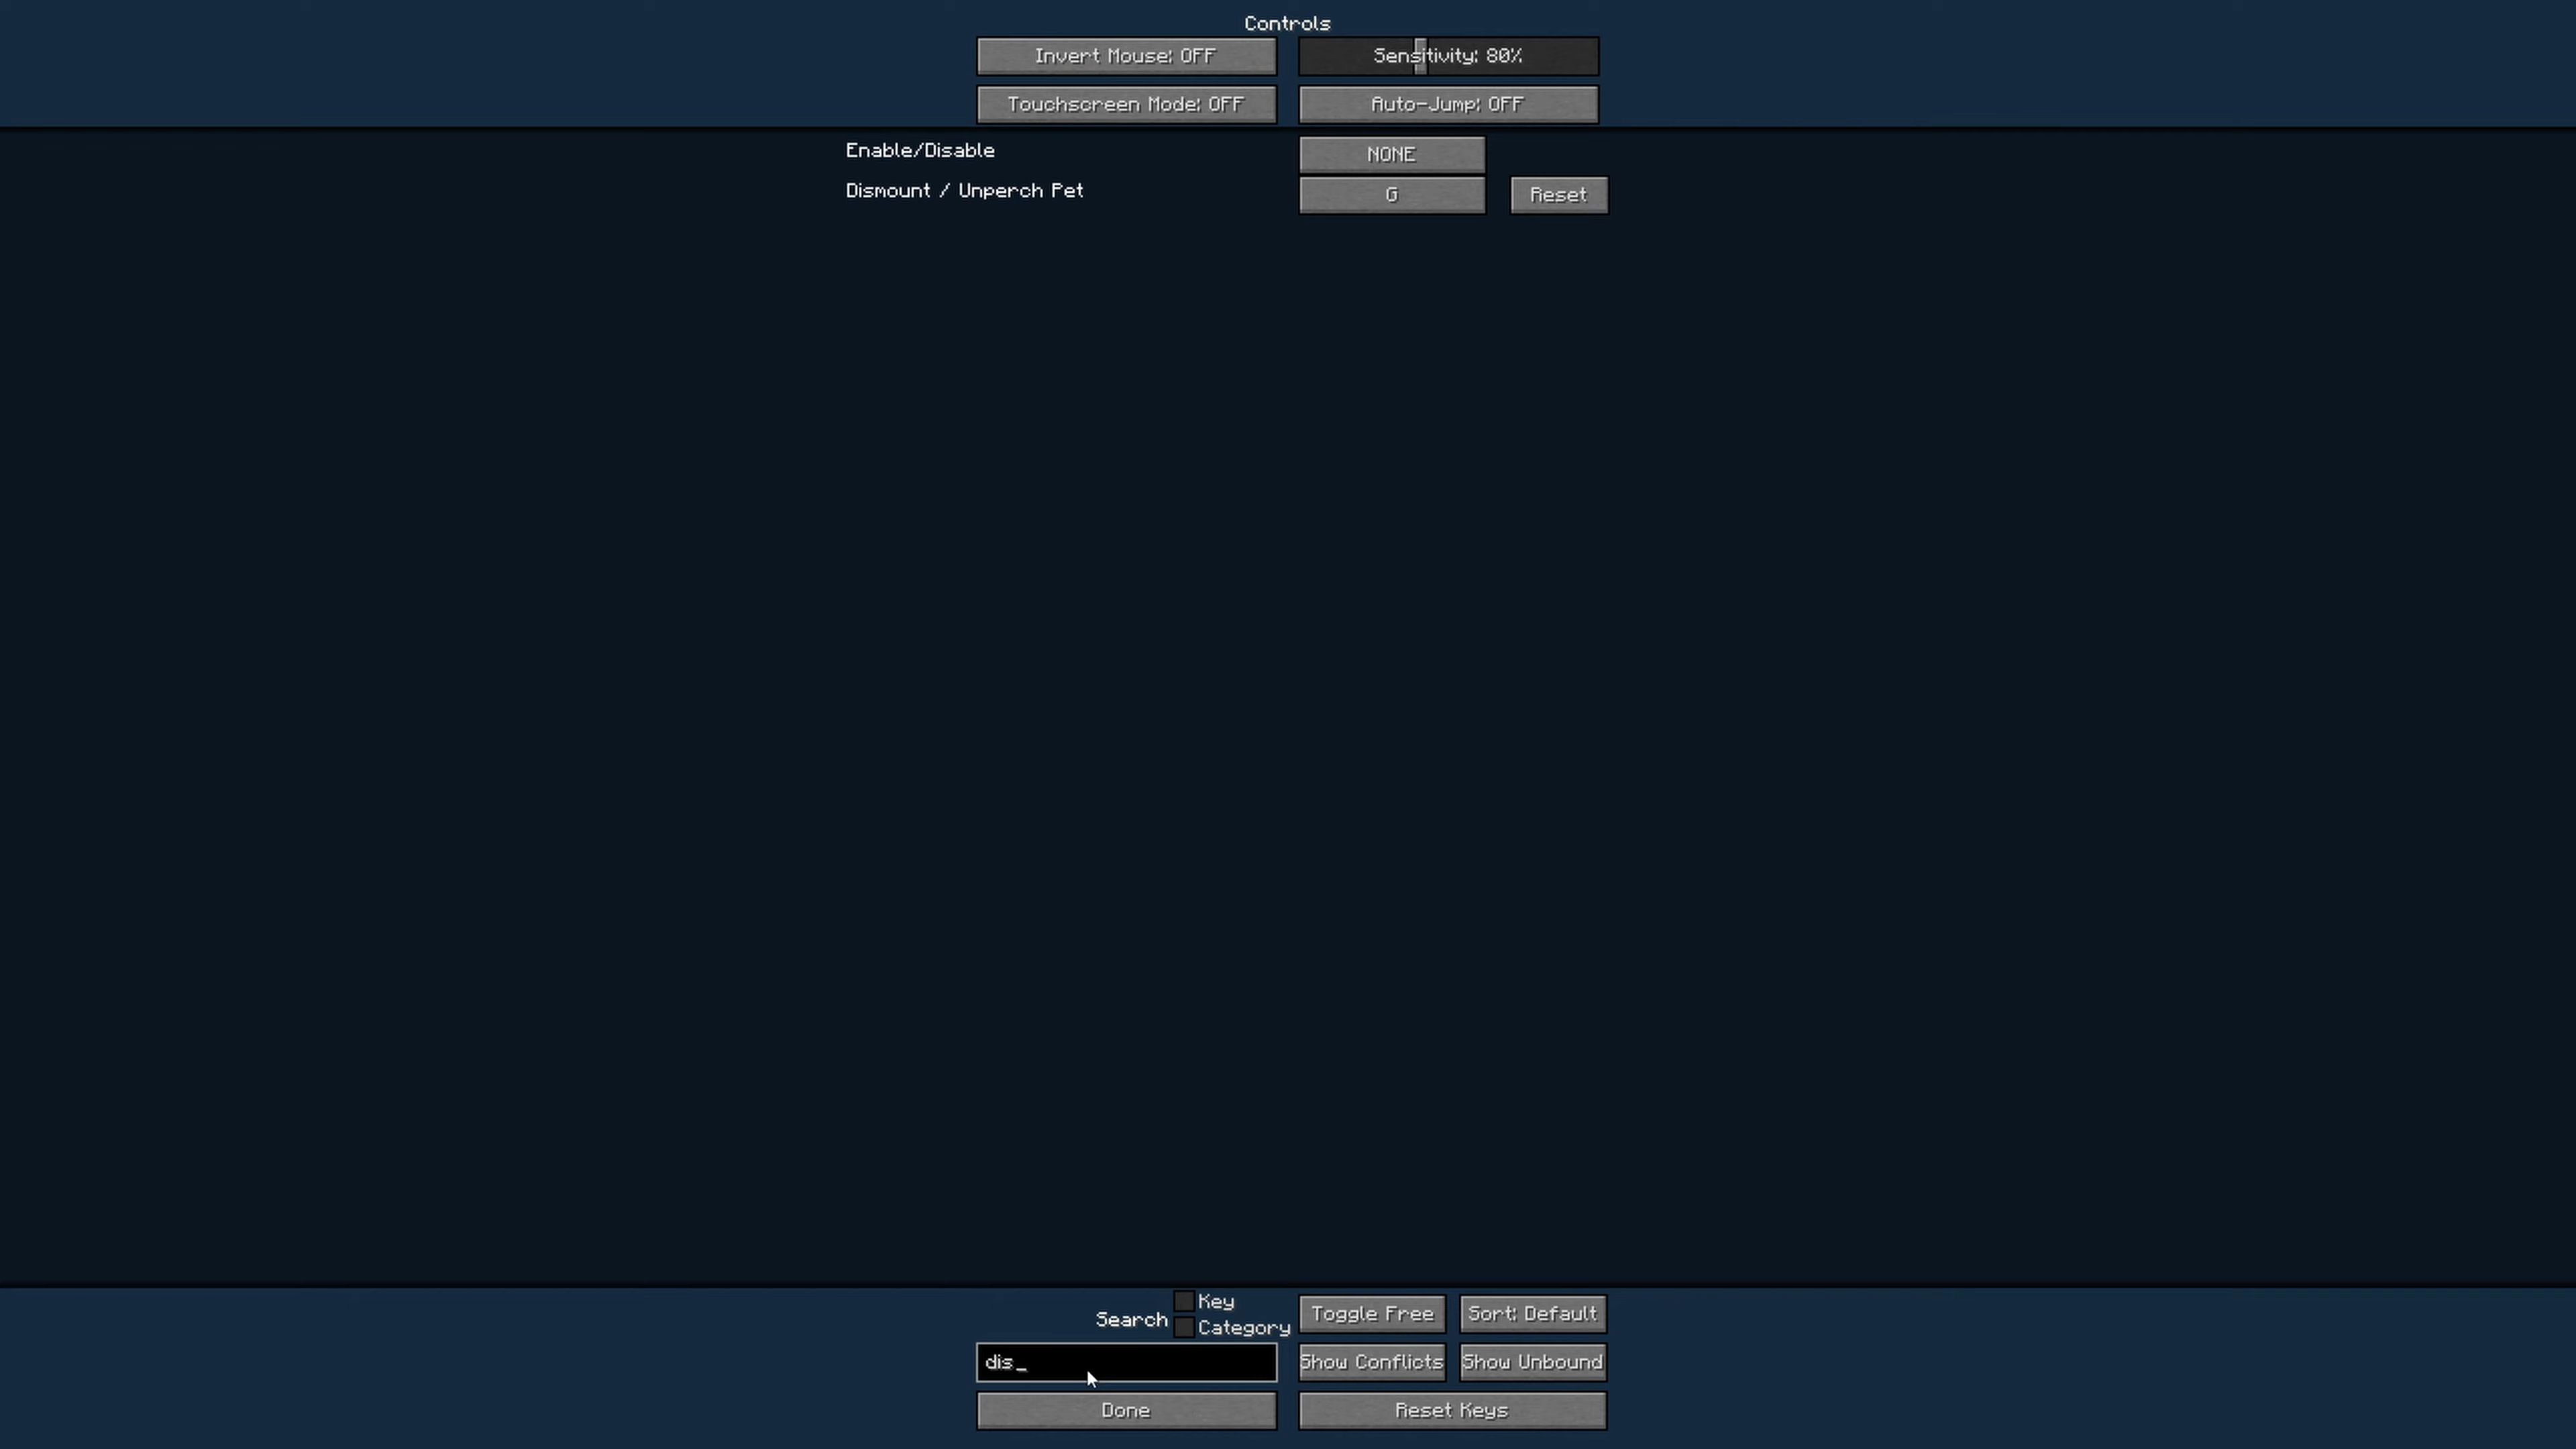 Controls
Invert Mouse: OFF
Sensitivity: 80%
Touchscreen Mode: OFF
Auto-Jump: OFF
Enable/Disable
NONE
Dismount / Unperch Pet
G
Reset
Search
Key
Category
Toggle Free
Sort: Default
dis_
Show Conflicts
Show Unbound
Done
Reset Keys